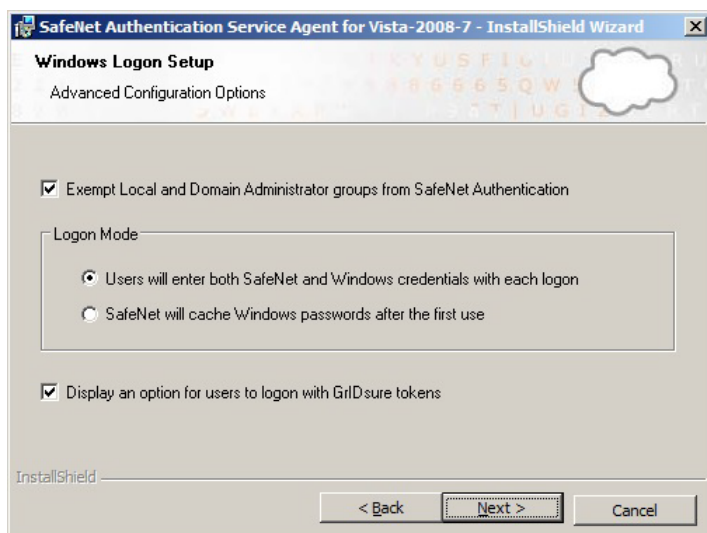 SafeNet Authentication Service Agent for Vista-2008-7 - InstallShield Wizard
Windows Logon Setup
Advanced Configuration Options
Exempt Local and Domain Administrator groups from SafeNet Authentication
Logon Mode
Users will enter both SafeNet and Windows credentials with each logon
SafeNet will cache Windows passwords after the first use
Display an option for users to logon with GrIDsure tokens
InstallShield
< Back
Next >
Cancel